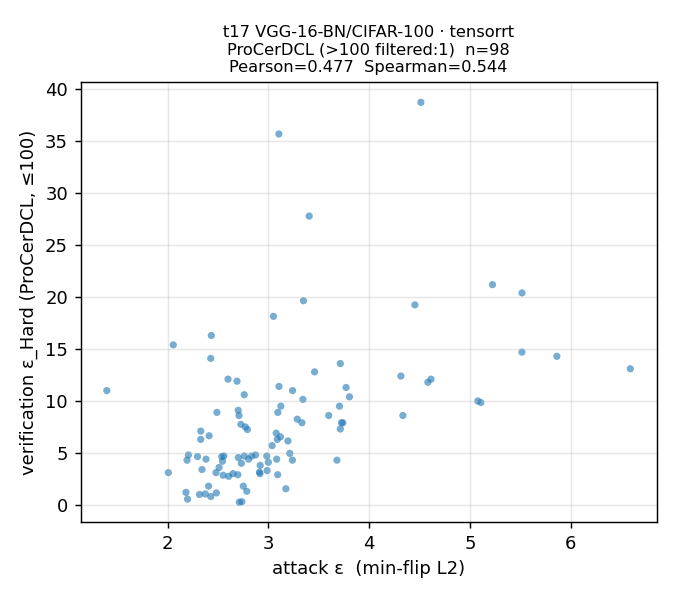 t17 VGG-16-BN/CIFAR-100 · tensorrt
ProCerDCL (>100 filtered:1)  n=98
Pearson=0.477  Spearman=0.544
40
35
30
25
20
15
10
5
0
verification ε_Hard (ProCerDCL, ≤100)
2
3
4
5
6
attack ε  (min-flip L2)